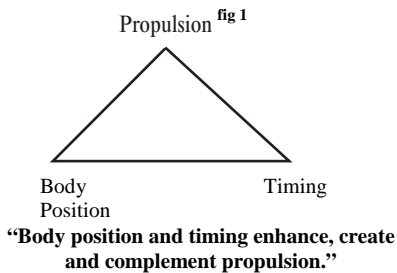 Propulsion fig 1
Body Timing
Position
“Body position and timing enhance, create
and complement propulsion.”